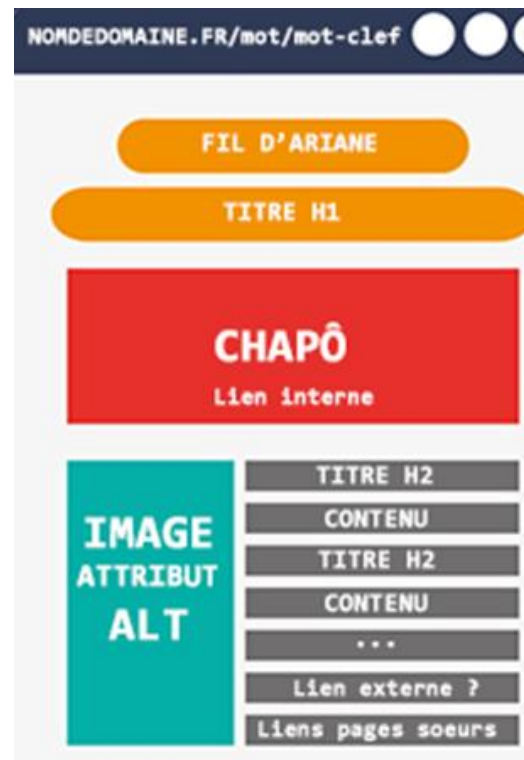 NOMDEDOMAINE.FR/mot/mot-clef
FIL D'ARIANE
TITRE H1
CHAPÔ
Lien interne
IMAGE
ATTRIBUT
ALT
TITRE H2
CONTENU
TITRE H2
CONTENU
...
Lien externe ?
Liens pages soeurs